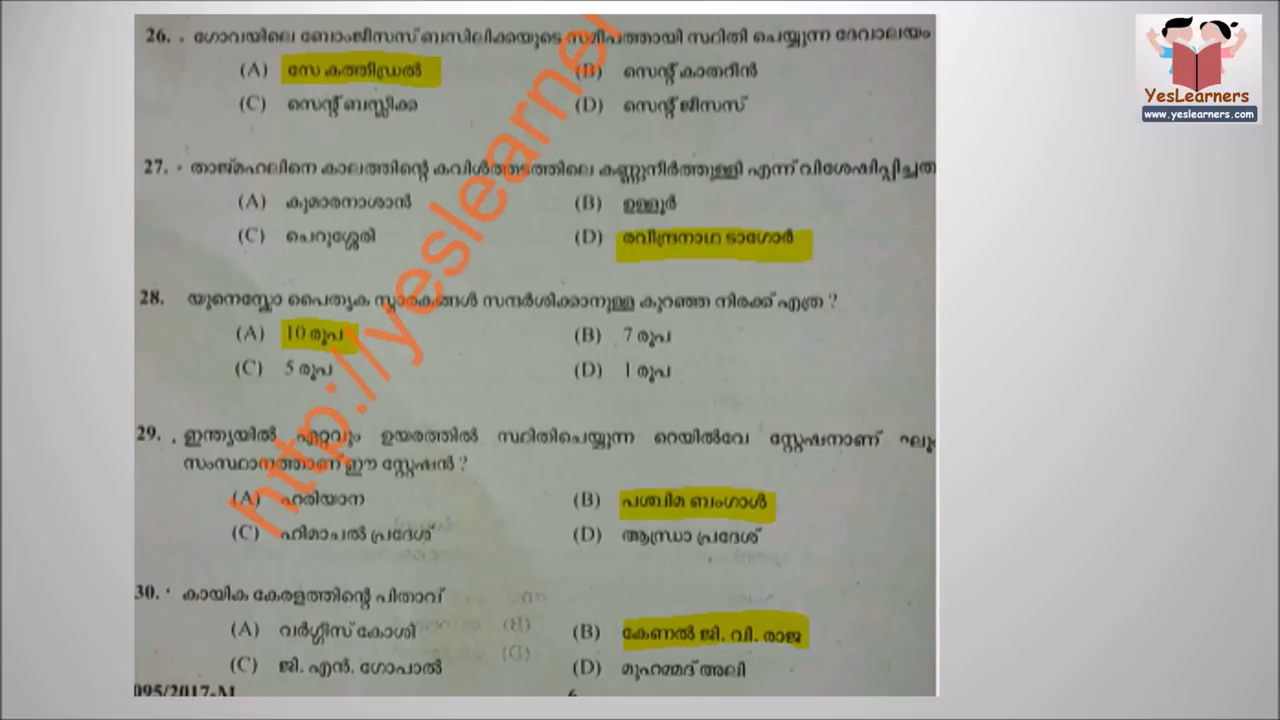 26. . ഗോവയിലെ ബോംജീസസ് ബസിലിക്കയുടെ സമീപത്തായി സ്ഥിതി ചെയ്യുന്ന ദേവാലയം
(A) സേ കത്തീഡ്രൽ (B) സെന്റ് കാതറീൻ
(C) സെന്റ് ബസ്സിലിക്ക (D) സെന്റ് ജീസസ്
27. താജ്മഹലിനെ കാലത്തിന്റെ കവിൾത്തടത്തിലെ കണ്ണുനീർത്തുള്ളി എന്ന് വിശേഷിപ്പിച്ചത
(A) കുമാരനാശാൻ (B) ഉള്ളൂർ
(C) ചെറുശ്ശേരി (D) രവീന്ദ്രനാഥ ടാഗോർ
28. യുനെസ്കോ പൈതൃക സ്മാരകങ്ങൾ സന്ദർശിക്കാനുള്ള കുറഞ്ഞ നിരക്ക് എത്ര ?
(A) 10 രൂപ (B) 7 രൂപ
(C) 5 രൂപ (D) 1 രൂപ
29. ഇന്ത്യയിൽ ഏറ്റവും ഉയരത്തിൽ സ്ഥിതിചെയ്യുന്ന റെയിൽവേ സ്റ്റേഷനാണ്
സംസ്ഥാനത്താണ് ഈ സ്റ്റേഷൻ ?
(A) ഹരിയാന (B) പശ്ചിമ ബംഗാൾ
(C) ഹിമാചൽ പ്രദേശ് (D) ആന്ധ്രാ പ്രദേശ്
30. കായിക കേരളത്തിന്റെ പിതാവ്
(A) വർഗ്ഗീസ് കോശി (B) കേണൽ ജി. വി. രാജ
(C) ജി. എൻ. ഗോപാൽ (D) മുഹമ്മദ് അലി
095/2017-M 6
http://yeslearner
YesLearners
www.yeslearners.com